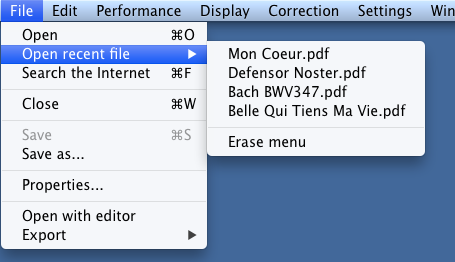 File Edit Performance Display Correction Settings Win
Open ⌘O
Open recent file ▶
Search the Internet ⌘F
Close ⌘W
Save ⌘S
Save as...
Properties...
Open with editor
Export ▶
Mon Coeur.pdf
Defensor Noster.pdf
Bach BWV347.pdf
Belle Qui Tiens Ma Vie.pdf
Erase menu